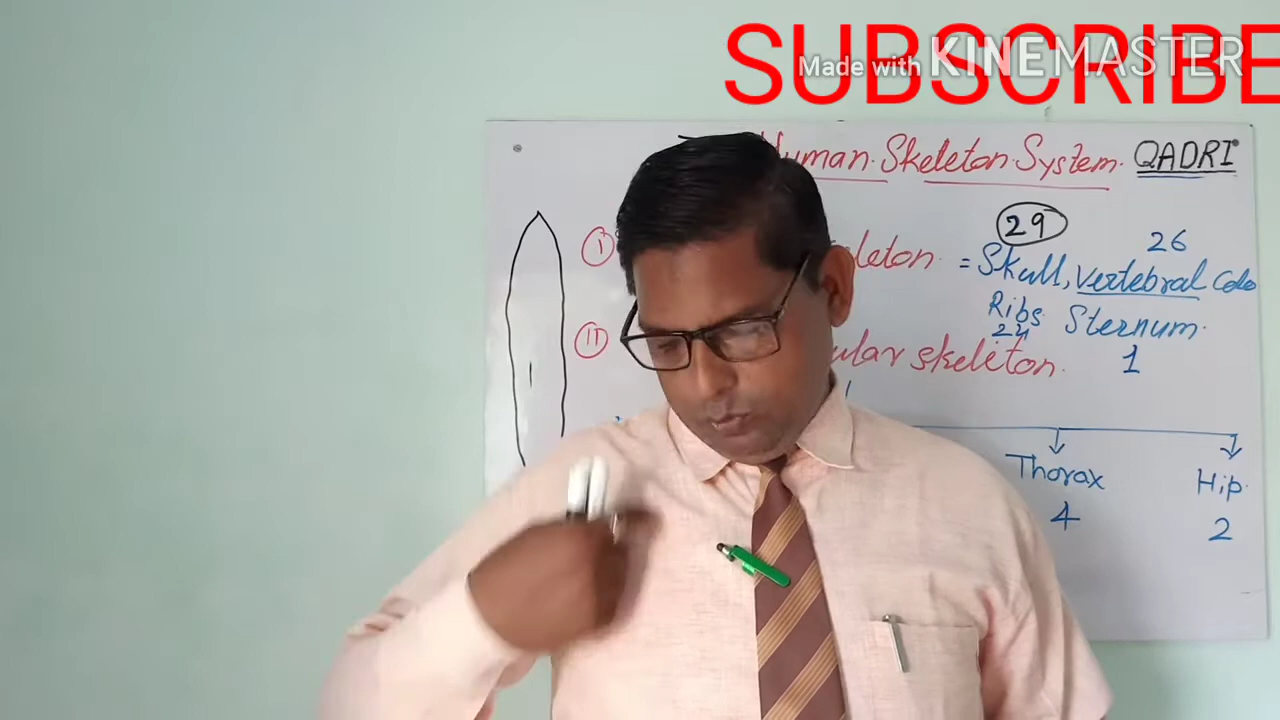 SUBSCRIBE
Made with KINEMASTER
Human Skeleton System. QADRI
29
26
I
leton = Skull, vertebral
Ribs Sternum.
24
II
ular skeleton. 1
Thorax Hip.
4 2